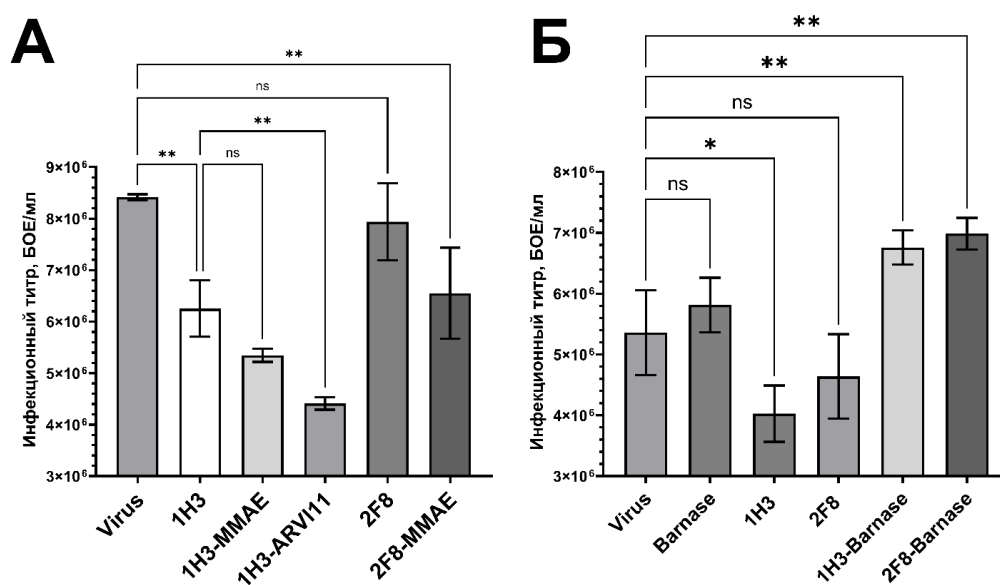 А
**
ns
**
**
ns
Инфекционный титр, БОЕ/мл
9×10⁶
8×10⁶
7×10⁶
6×10⁶
5×10⁶
4×10⁶
3×10⁶
Virus
1H3
1H3-MMAE
1H3-ARVI11
2F8
2F8-MMAE
Б
**
**
ns
*
ns
Инфекционный титр, БОЕ/мл
8×10⁶
7×10⁶
6×10⁶
5×10⁶
4×10⁶
3×10⁶
Virus
Barnase
1H3
2F8
1H3-Barnase
2F8-Barnase